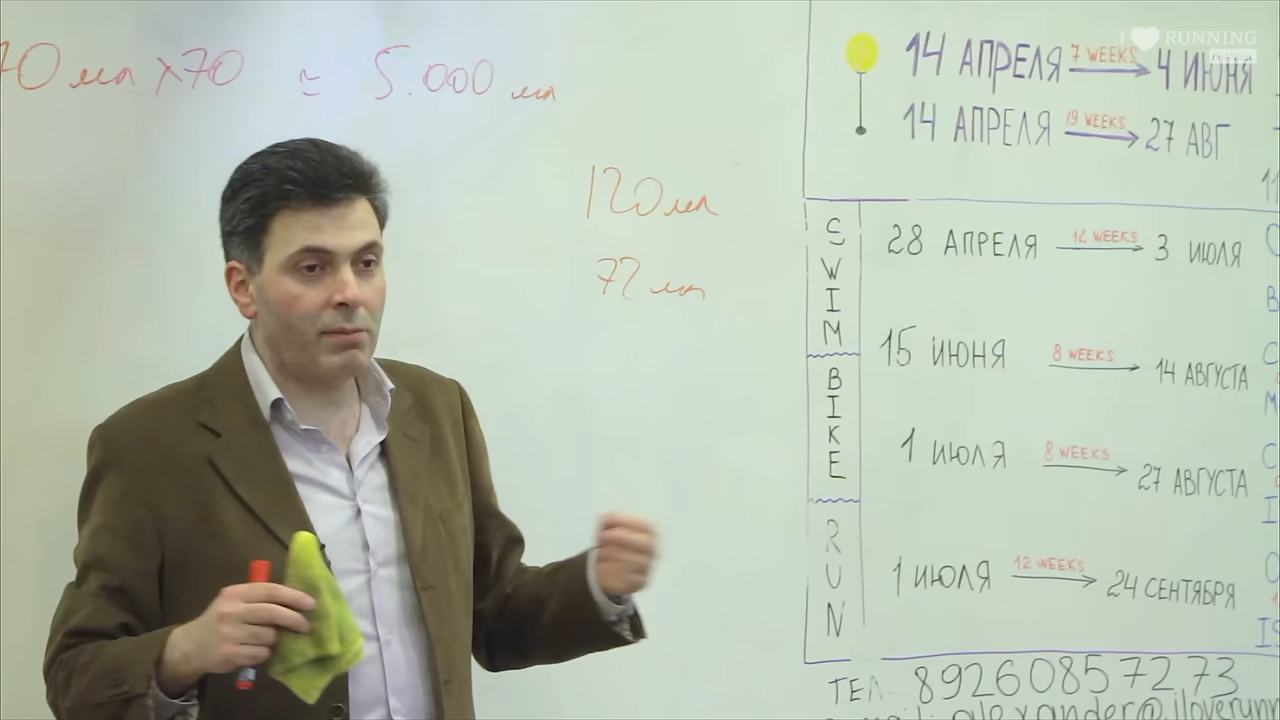 70 мл x70 ≃ 5.000 мл
120 мл
72 мл
I ❤ RUNNING
14 АПРЕЛЯ 7 WEEKS → 4 ИЮНЯ
14 АПРЕЛЯ 19 WEEKS → 27 АВГ
SWIM
BIKE
RUN
28 АПРЕЛЯ 12 WEEKS → 3 ИЮЛЯ
15 ИЮНЯ 8 WEEKS → 14 АВГУСТА
1 ИЮЛЯ 8 WEEKS → 27 АВГУСТА
1 ИЮЛЯ 12 WEEKS → 24 СЕНТЯБРЯ
ТЕЛ. 89260857273